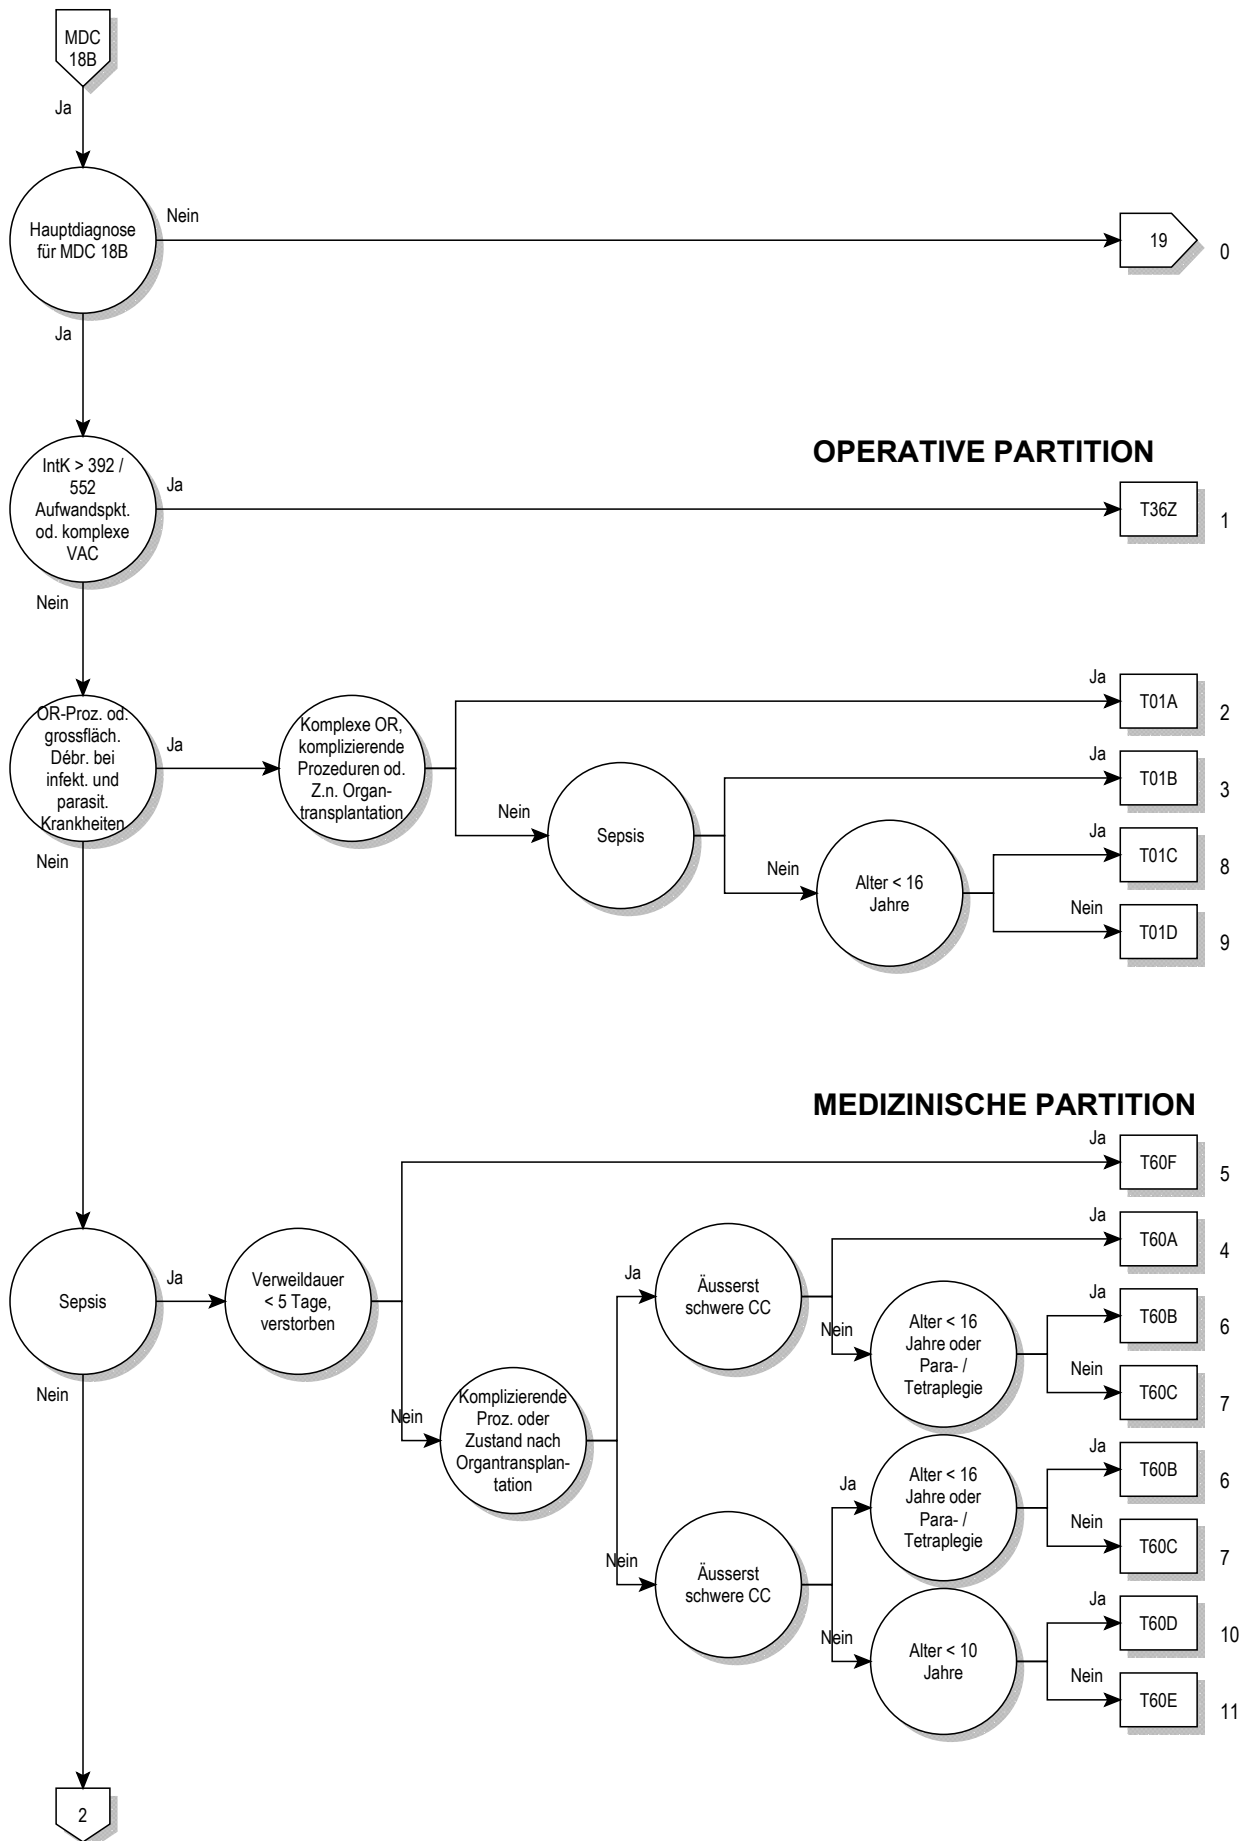 MDC
18B
Ja
Hauptdiagnose
für MDC 18B
Nein
19
0
Ja
OPERATIVE PARTITION
IntK > 392 /
552
Aufwandspkt.
od. komplexe
VAC
Ja
T36Z
1
Nein
OR-Proz. od.
grossfläch.
Débr. bei
infekt. und
parasit.
Krankheiten
Ja
Komplexe OR,
komplizierende
Prozeduren od.
Z.n. Organ-
transplantation
Ja
T01A
2
Nein
Sepsis
Ja
T01B
3
Nein
Alter < 16
Jahre
Ja
T01C
8
Nein
T01D
9
Nein
MEDIZINISCHE PARTITION
Sepsis
Ja
Verweildauer
< 5 Tage,
verstorben
Ja
T60F
5
Nein
Komplizierende
Proz. oder
Zustand nach
Organtransplan-
tation
Ja
Äusserst
schwere CC
Ja
T60A
4
Nein
Alter < 16
Jahre oder
Para- /
Tetraplegie
Ja
T60B
6
Nein
T60C
7
Nein
Äusserst
schwere CC
Ja
Alter < 16
Jahre oder
Para- /
Tetraplegie
Ja
T60B
6
Nein
T60C
7
Nein
Alter < 10
Jahre
Ja
T60D
10
Nein
T60E
11
Nein
2